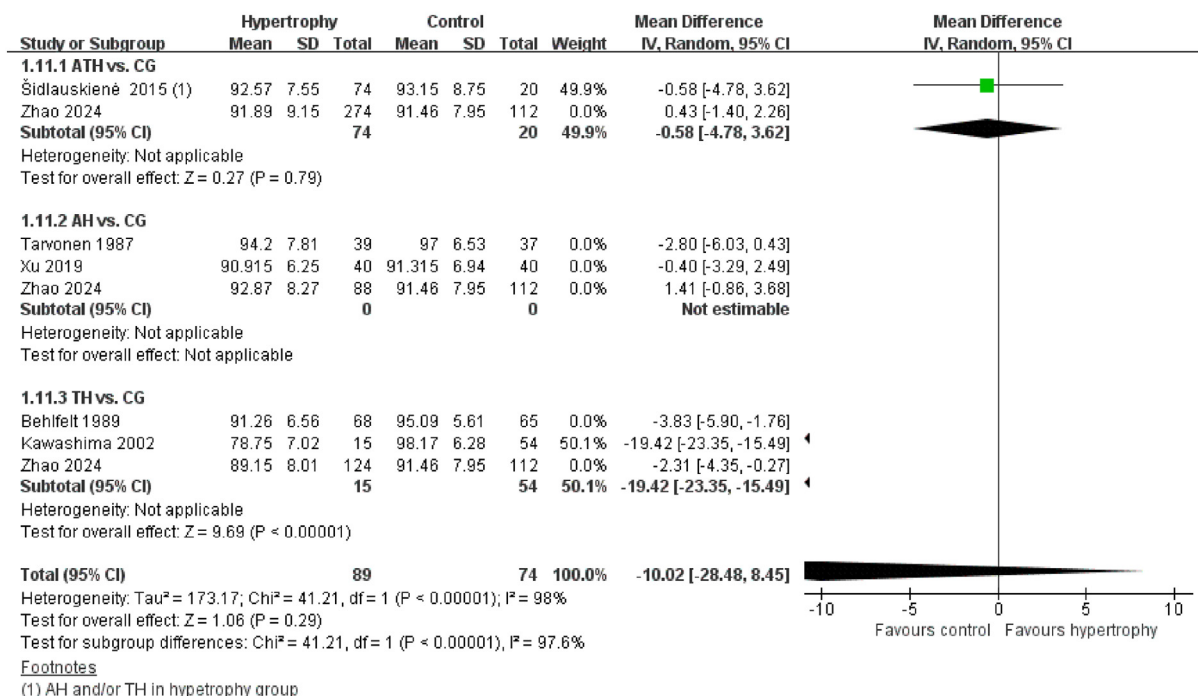 Hypertrophy Control Mean Difference Mean Difference
Study or Subgroup Mean SD Total Mean SD Total Weight IV, Random, 95% CI IV, Random, 95% CI
1.11.1 ATH vs. CG
Šidlauskienė 2015 (1) 92.57 7.55 74 93.15 8.75 20 49.9% -0.58 [-4.78, 3.62]
Zhao 2024 91.89 9.15 274 91.46 7.95 112 0.0% 0.43 [-1.40, 2.26]
Subtotal (95% CI) 74 20 49.9% -0.58 [-4.78, 3.62]
Heterogeneity: Not applicable
Test for overall effect: Z = 0.27 (P = 0.79)
1.11.2 AH vs. CG
Tarvonen 1987 94.2 7.81 39 97 6.53 37 0.0% -2.80 [-6.03, 0.43]
Xu 2019 90.915 6.25 40 91.315 6.94 40 0.0% -0.40 [-3.29, 2.49]
Zhao 2024 92.87 8.27 88 91.46 7.95 112 0.0% 1.41 [-0.86, 3.68]
Subtotal (95% CI) 0 0 Not estimable
Heterogeneity: Not applicable
Test for overall effect: Not applicable
1.11.3 TH vs. CG
Behlfelt 1989 91.26 6.56 68 95.09 5.61 65 0.0% -3.83 [-5.90, -1.76]
Kawashima 2002 78.75 7.02 15 98.17 6.28 54 50.1% -19.42 [-23.35, -15.49]
Zhao 2024 89.15 8.01 124 91.46 7.95 112 0.0% -2.31 [-4.35, -0.27]
Subtotal (95% CI) 15 54 50.1% -19.42 [-23.35, -15.49]
Heterogeneity: Not applicable
Test for overall effect: Z = 9.69 (P < 0.00001)
Total (95% CI) 89 74 100.0% -10.02 [-28.48, 8.45]
Heterogeneity: Tau² = 173.17; Chi² = 41.21, df = 1 (P < 0.00001); I² = 98%
Test for overall effect: Z = 1.06 (P = 0.29)
Test for subgroup differences: Chi² = 41.21, df = 1 (P < 0.00001), I² = 97.6%
-10 -5 0 5 10
Favours control Favours hypertrophy
Footnotes
(1) AH and/or TH in hypetrophy group